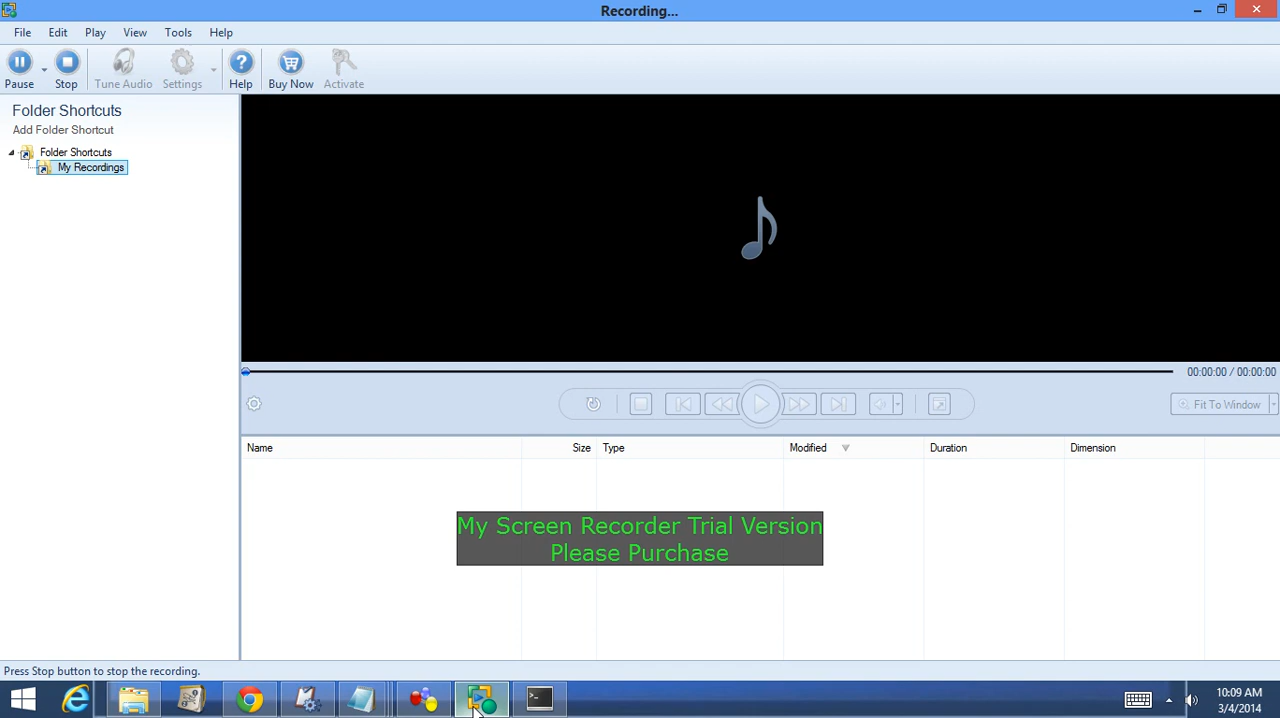 Recording...
File Edit Play View Tools Help
Pause Stop Tune Audio Settings Help Buy Now Activate
Folder Shortcuts
Add Folder Shortcut
Folder Shortcuts
My Recordings
00:00:00 / 00:00:00
Fit To Window
Name Size Type Modified Duration Dimension
My Screen Recorder Trial Version
Please Purchase
Press Stop button to stop the recording.
10:09 AM
3/4/2014